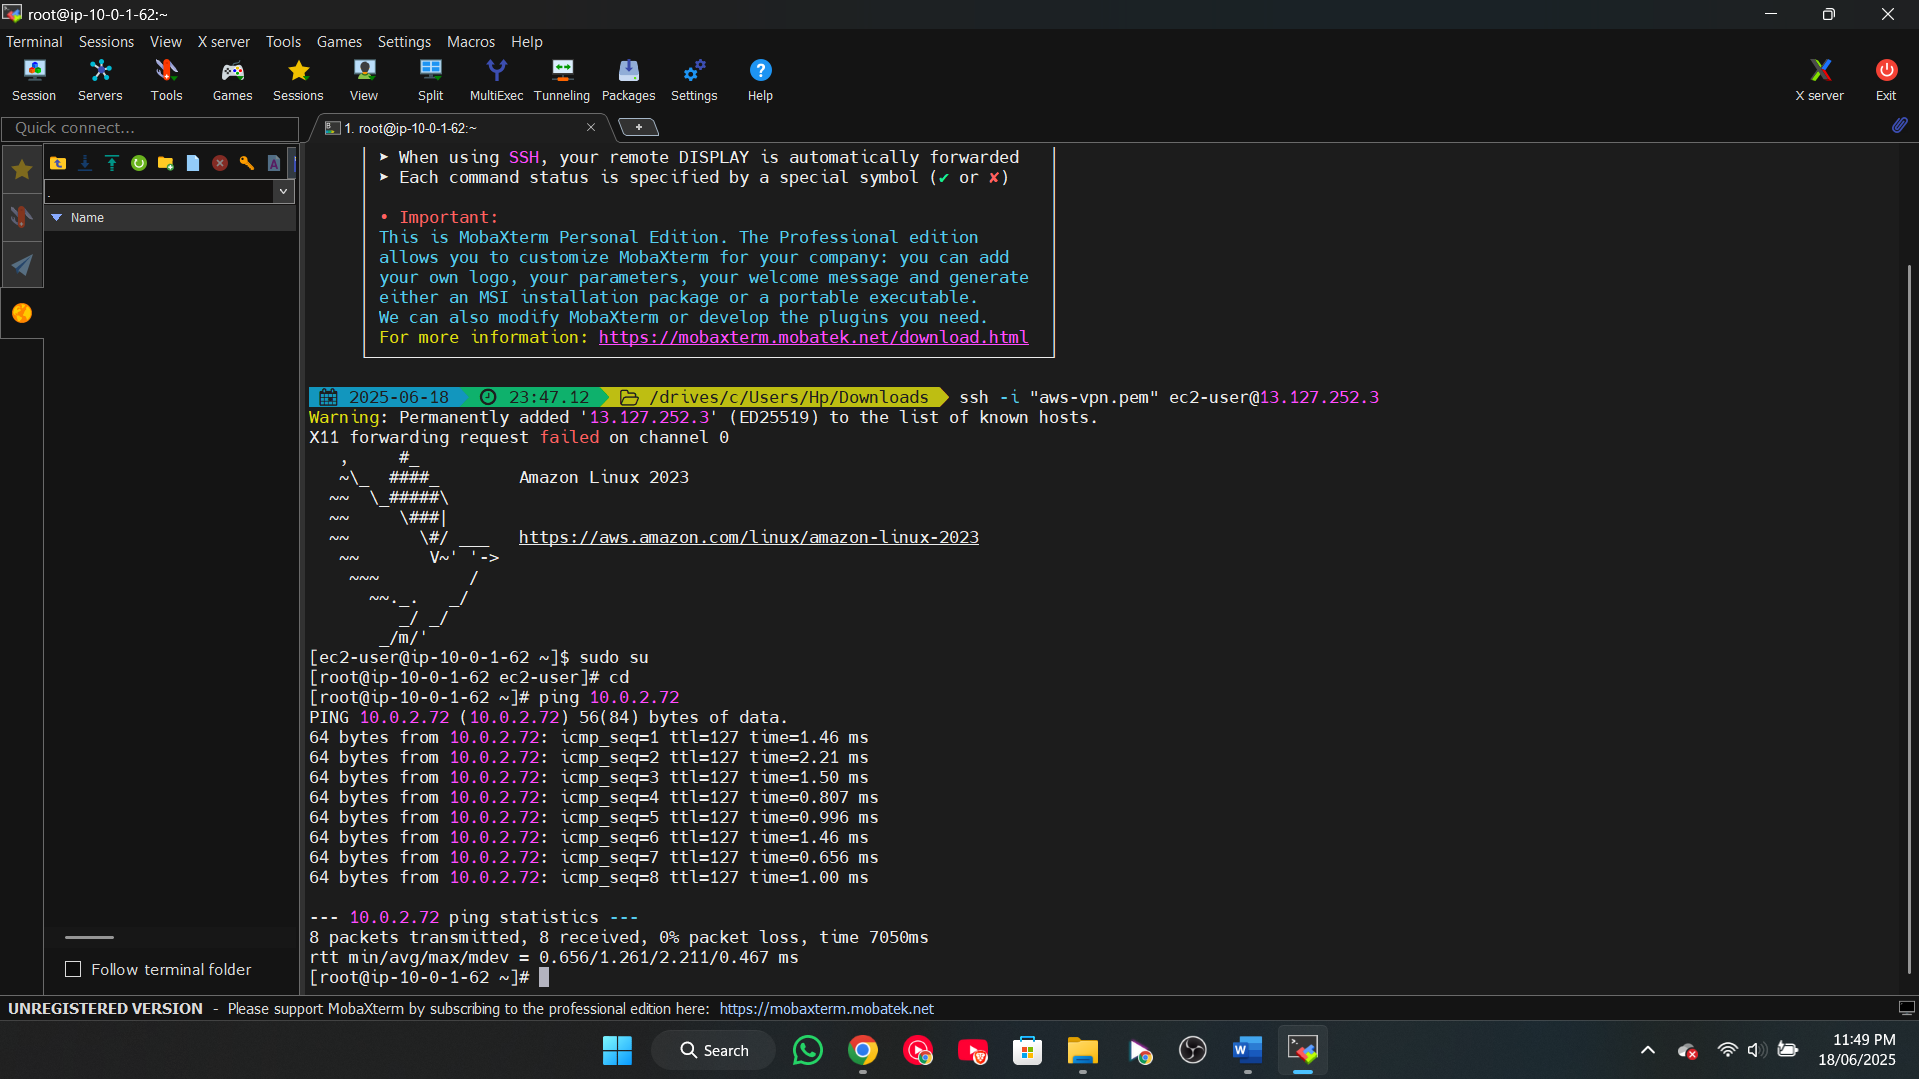 root@ip-10-0-1-62:~
Terminal Sessions View X server Tools Games Settings Macros Help
Session Servers Tools Games Sessions View Split MultiExec Tunneling Packages Settings Help X server Exit
Quick connect...
1. root@ip-10-0-1-62:~
Name
➤ When using SSH, your remote DISPLAY is automatically forwarded
➤ Each command status is specified by a special symbol (✔ or ✘)
• Important:
This is MobaXterm Personal Edition. The Professional edition
allows you to customize MobaXterm for your company: you can add
your own logo, your parameters, your welcome message and generate
either an MSI installation package or a portable executable.
We can also modify MobaXterm or develop the plugins you need.
For more information: https://mobaxterm.mobatek.net/download.html
2025-06-18 23:47.12 /drives/c/Users/Hp/Downloads ssh -i "aws-vpn.pem" ec2-user@13.127.252.3
Warning: Permanently added '13.127.252.3' (ED25519) to the list of known hosts.
X11 forwarding request failed on channel 0
   ,     #_
   ~\_  ####_        Amazon Linux 2023
  ~~  \_#####\
  ~~     \###|
  ~~       \#/ ___   https://aws.amazon.com/linux/amazon-linux-2023
   ~~       V~' '->
    ~~~         /
      ~~._.   _/
         _/ _/
       _/m/'
[ec2-user@ip-10-0-1-62 ~]$ sudo su
[root@ip-10-0-1-62 ec2-user]# cd
[root@ip-10-0-1-62 ~]# ping 10.0.2.72
PING 10.0.2.72 (10.0.2.72) 56(84) bytes of data.
64 bytes from 10.0.2.72: icmp_seq=1 ttl=127 time=1.46 ms
64 bytes from 10.0.2.72: icmp_seq=2 ttl=127 time=2.21 ms
64 bytes from 10.0.2.72: icmp_seq=3 ttl=127 time=1.50 ms
64 bytes from 10.0.2.72: icmp_seq=4 ttl=127 time=0.807 ms
64 bytes from 10.0.2.72: icmp_seq=5 ttl=127 time=0.996 ms
64 bytes from 10.0.2.72: icmp_seq=6 ttl=127 time=1.46 ms
64 bytes from 10.0.2.72: icmp_seq=7 ttl=127 time=0.656 ms
64 bytes from 10.0.2.72: icmp_seq=8 ttl=127 time=1.00 ms
--- 10.0.2.72 ping statistics ---
8 packets transmitted, 8 received, 0% packet loss, time 7050ms
rtt min/avg/max/mdev = 0.656/1.261/2.211/0.467 ms
[root@ip-10-0-1-62 ~]#
Follow terminal folder
UNREGISTERED VERSION - Please support MobaXterm by subscribing to the professional edition here: https://mobaxterm.mobatek.net
Search
11:49 PM
18/06/2025